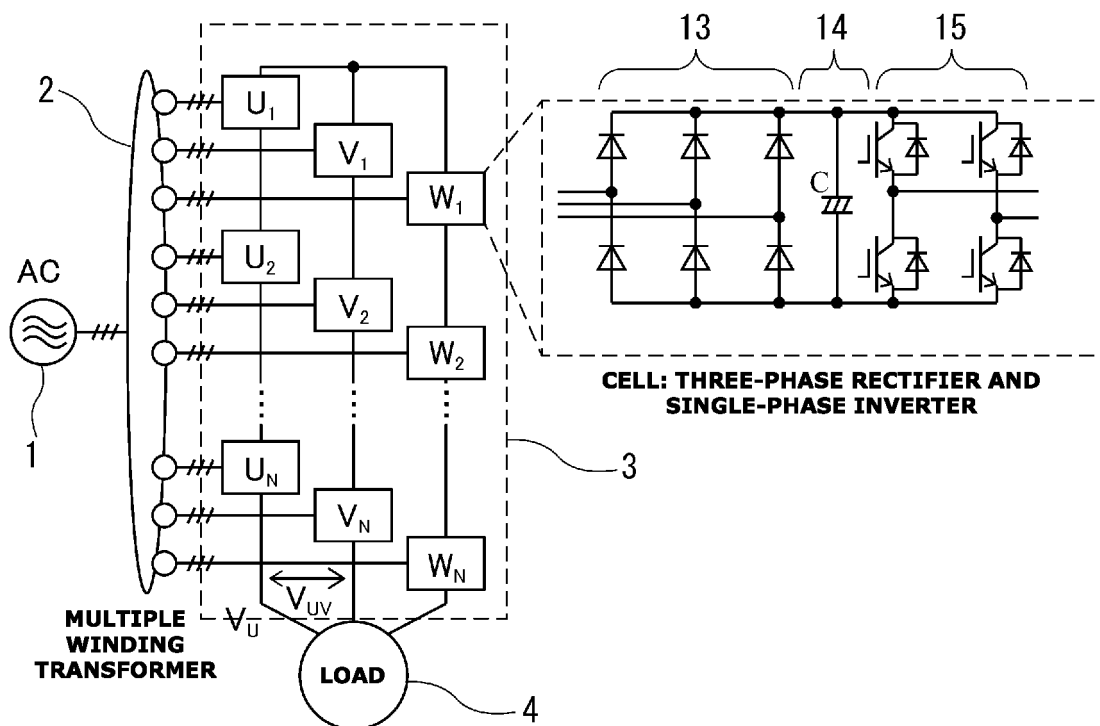 13 14 15
2
U1
V1
C
W1
AC
U2
V2
W2
CELL: THREE-PHASE RECTIFIER AND
SINGLE-PHASE INVERTER
1
3
UN
VN
WN
VUV
MULTIPLE
WINDING
TRANSFORMER
VU
LOAD
4